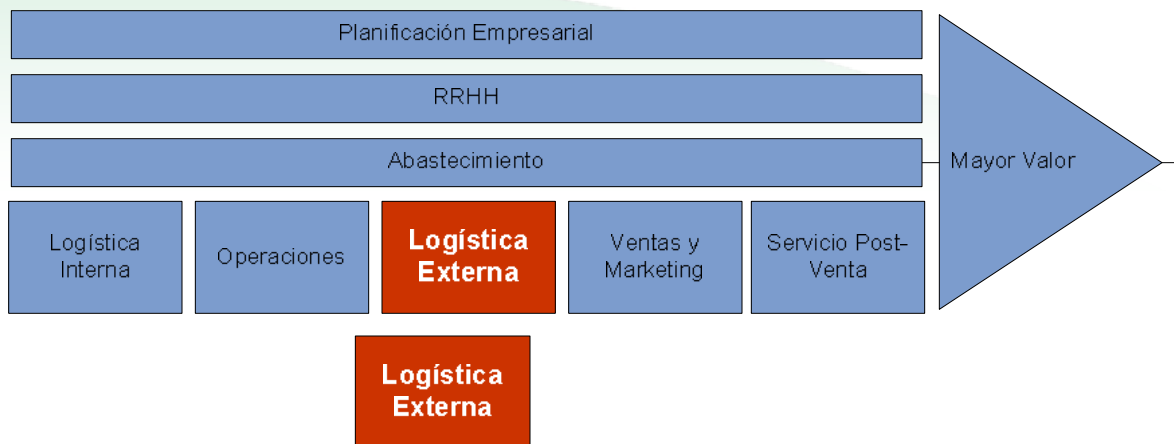 Planificación Empresarial
RRHH
Abastecimiento
Mayor Valor
Logística
Interna
Operaciones
Logística
Externa
Ventas y
Marketing
Servicio Post-
Venta
Logística
Externa